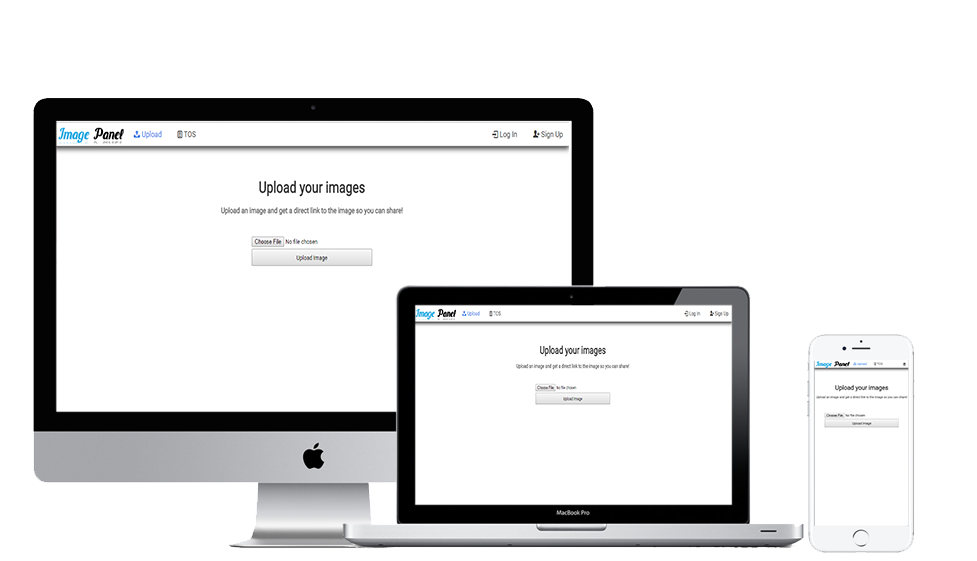 Image Panel Upload TOS Log In Sign Up
Upload your images
Upload an image and get a direct link to the image so you can share!
Choose File No file chosen
Upload Image
Image Panel Upload TOS Log In Sign Up
Upload your images
Upload an image and get a direct link to the image so you can share!
Choose File No file chosen
Upload Image
MacBook Pro
Image Panel Upload TOS
Upload your images
Upload an image and get a direct link to the image so you can share!
Choose File No file chosen
Upload Image